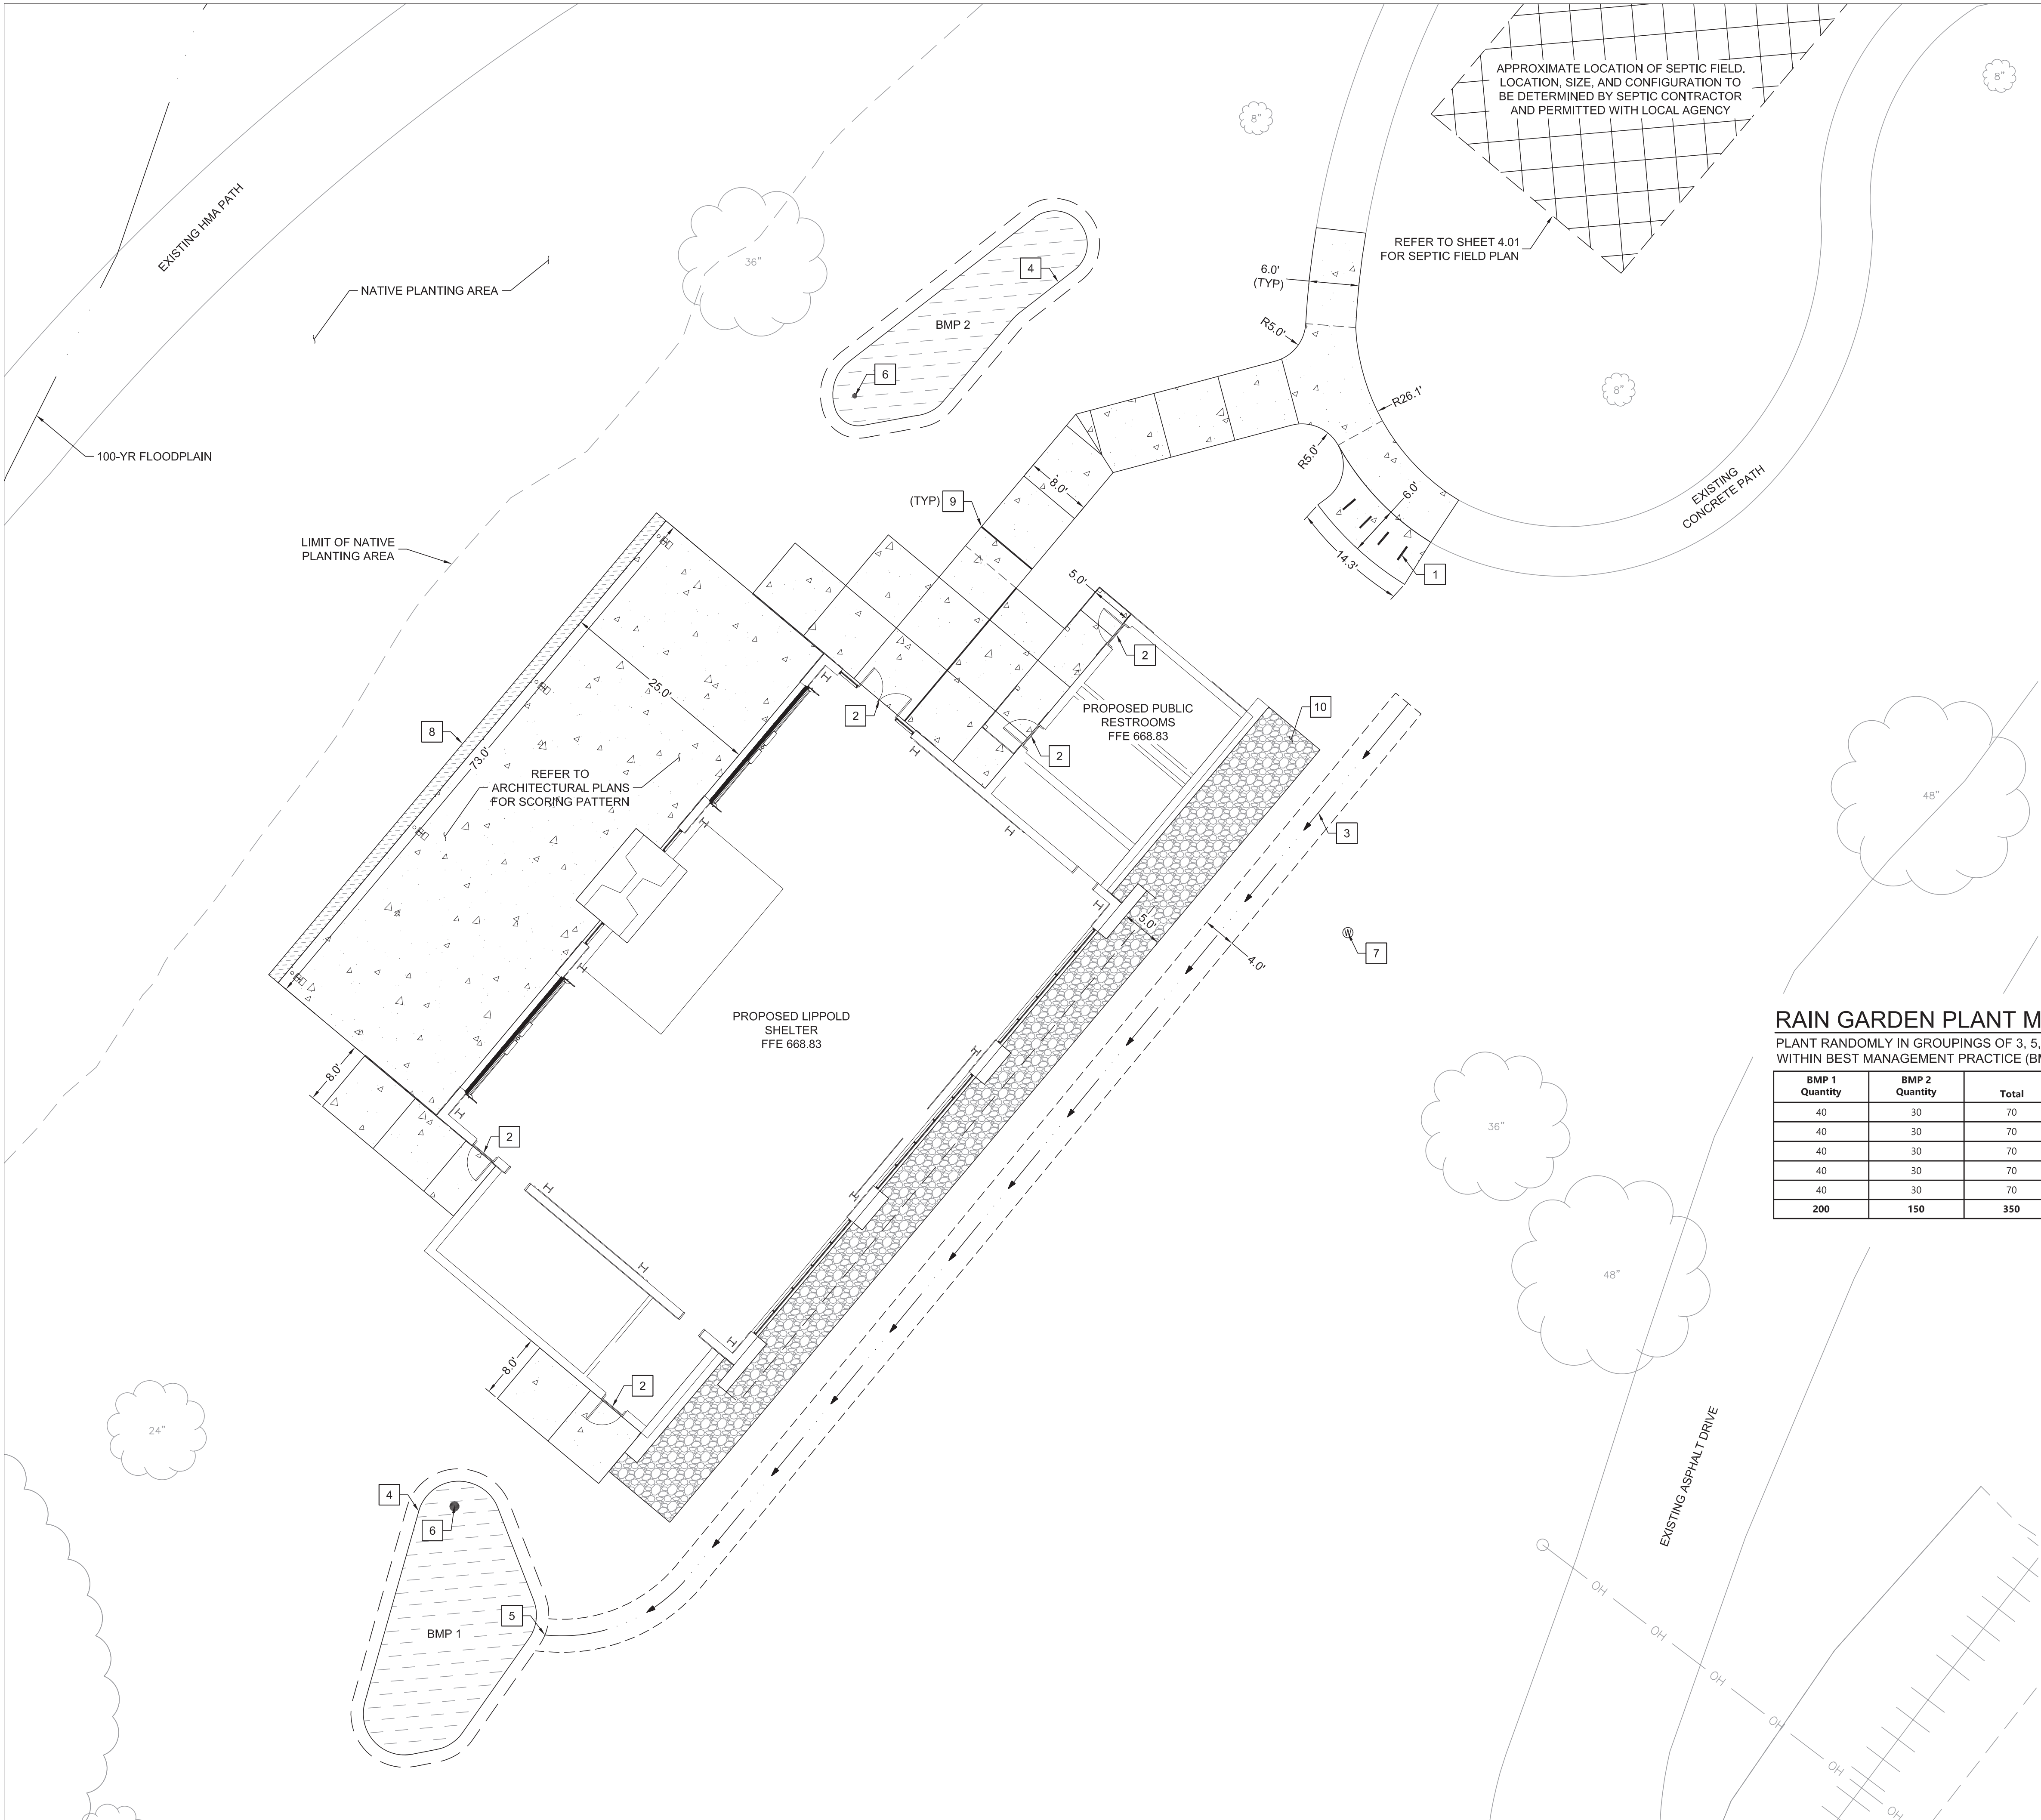 APPROXIMATE LOCATION OF SEPTIC FIELD.
LOCATION, SIZE, AND CONFIGURATION TO
BE DETERMINED BY SEPTIC CONTRACTOR
AND PERMITTED WITH LOCAL AGENCY
8"
8"
EXISTING HMA PATH
36"
REFER TO SHEET 4.01
FOR SEPTIC FIELD PLAN
NATIVE PLANTING AREA
4
6.0'
(TYP)
BMP 2
R5.0'
6
8"
R26.1'
100-YR FLOODPLAIN
R5.0'
8.0'
6.0'
EXISTING
CONCRETE PATH
(TYP) 9
LIMIT OF NATIVE
PLANTING AREA
14.3'
1
5.0'
2
25.0'
2
PROPOSED PUBLIC
RESTROOMS
FFE 668.83
10
8
2
73.0'
REFER TO
ARCHITECTURAL PLANS
FOR SCORING PATTERN
3
48"
5.0'
W
7
4.0'
PROPOSED LIPPOLD
SHELTER
FFE 668.83
8.0'
2
RAIN GARDEN PLANT M
PLANT RANDOMLY IN GROUPINGS OF 3, 5,
WITHIN BEST MANAGEMENT PRACTICE (BM
BMP 1 Quantity BMP 2 Quantity Total
40 30 70
40 30 70
40 30 70
40 30 70
40 30 70
200 150 350
36"
48"
8.0'
2
24"
4
6
EXISTING ASPHALT DRIVE
5
BMP 1
OH
OH
OH
OH
OH
OH